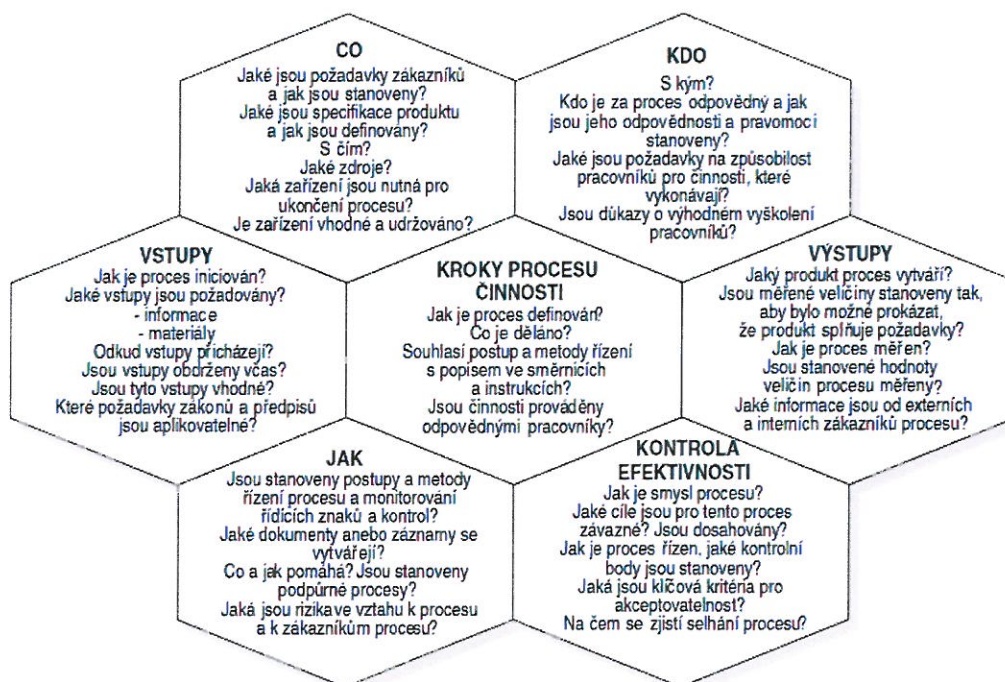 CO
Jaké jsou požadavky zákazníků
a jak jsou stanoveny?
Jaké jsou specifikace produktu
a jak jsou definovány?
S čím?
Jaké zdroje?
Jaká zařízení jsou nutná pro
ukončení procesu?
Je zařízení vhodné a udržováno?
KDO
S kým?
Kdo je za proces odpovědný a jak
jsou jeho odpovědnosti a pravomoci
stanoveny?
Jaké jsou požadavky na způsobilost
pracovníků pro činnosti, které
vykonávají?
Jsou důkazy o výhodném vyškolení
pracovníků?
VSTUPY
Jak je proces iniciován?
Jaké vstupy jsou požadovány?
- informace
- materiály
Odkud vstupy přicházejí?
Jsou vstupy obdrženy včas?
Jsou tyto vstupy vhodné?
Které požadavky zákonů a předpisů
jsou aplikovatelné?
KROKY PROCESU
ČINNOSTI
Jak je proces definován?
Co je děláno?
Souhlasí postup a metody řízení
s popisem ve směrnicích
a instrukcích?
Jsou činnosti prováděny
odpovědnými pracovníky?
VÝSTUPY
Jaký produkt proces vytváří?
Jsou měřené veličiny stanoveny tak,
aby bylo možné prokázat,
že produkt splňuje požadavky?
Jak je proces měřen?
Jsou stanovené hodnoty
veličin procesu měřeny?
Jaké informace jsou od externích
a interních zákazníků procesu?
JAK
Jsou stanoveny postupy a metody
řízení procesu a monitorování
řídících znaků a kontrol?
Jaké dokumenty anebo záznamy se
vytvářejí?
Co a jak pomáhá? Jsou stanoveny
podpůrné procesy?
Jaká jsou rizikave vztahu k procesu
a k zákazníkům procesu?
KONTROLA
EFEKTIVNOSTI
Jak je smysl procesu?
Jaké cíle jsou pro tento proces
závazné? Jsou dosahovány?
Jak je proces řízen, jaké kontrolní
body jsou stanoveny?
Jaká jsou klíčová kritéria pro
akceptovatelnost?
Na čem se zjistí selhání procesu?